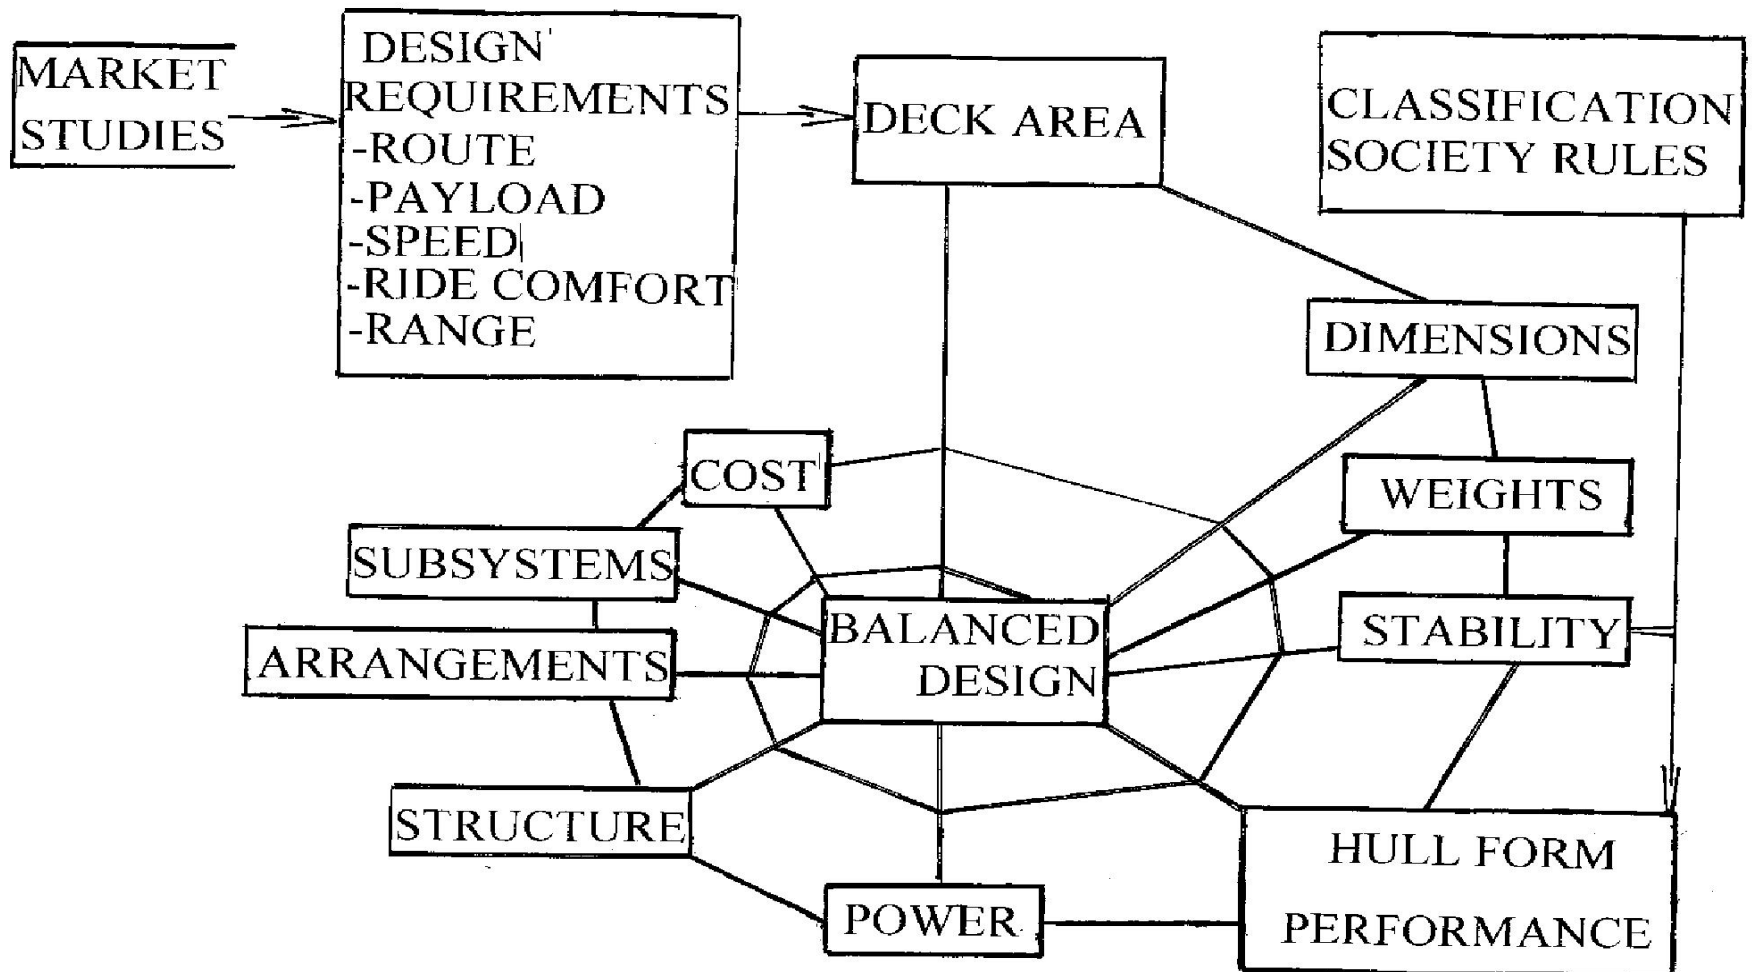 MARKET
STUDIES
DESIGN
REQUIREMENTS
-ROUTE
-PAYLOAD
-SPEED
-RIDE COMFORT
-RANGE
DECK AREA
CLASSIFICATION
SOCIETY RULES
DIMENSIONS
COST
WEIGHTS
SUBSYSTEMS
STABILITY
BALANCED
DESIGN
ARRANGEMENTS
STRUCTURE
HULL FORM
PERFORMANCE
POWER